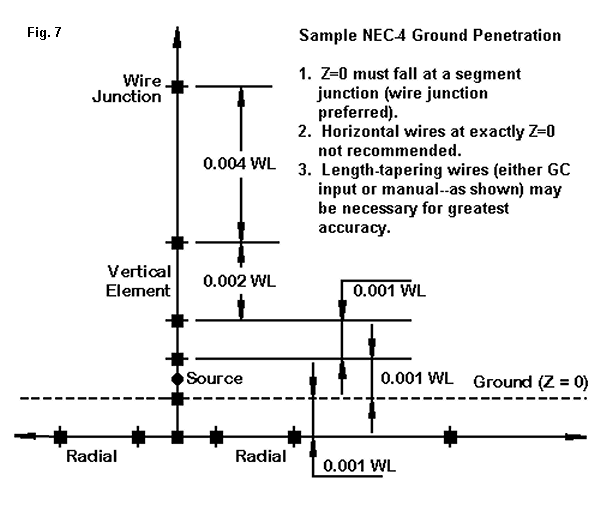 Fig. 7
Sample NEC-4 Ground Penetration
1. Z=0 must fall at a segment
junction (wire junction
preferred).
2. Horizontal wires at exactly Z=0
not recommended.
3. Length-tapering wires (either GC
input or manual--as shown) may
be necessary for greatest
accuracy.
Wire
Junction
0.004 WL
Vertical
Element
0.002 WL
0.001 WL
Source
0.001 WL
Ground (Z = 0)
Radial
Radial
0.001 WL